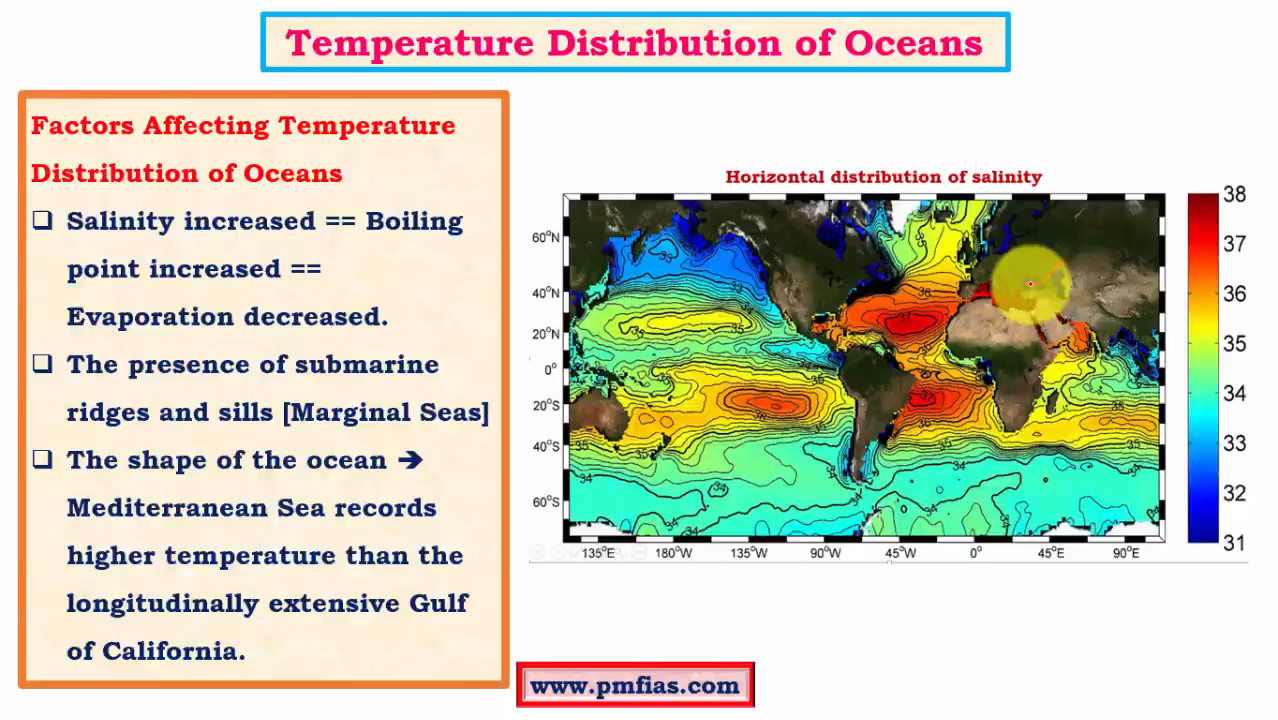 Temperature Distribution of Oceans
Factors Affecting Temperature
Distribution of Oceans
Salinity increased == Boiling
point increased ==
Evaporation decreased.
The presence of submarine
ridges and sills [Marginal Seas]
The shape of the ocean ➔
Mediterranean Sea records
higher temperature than the
longitudinally extensive Gulf
of California.
Horizontal distribution of salinity
60°N
40°N
20°N
0°
20°S
40°S
60°S
135°E 180°W 135°W 90°W 45°W 0° 45°E 90°E
38
37
36
35
34
33
32
31
www.pmfias.com